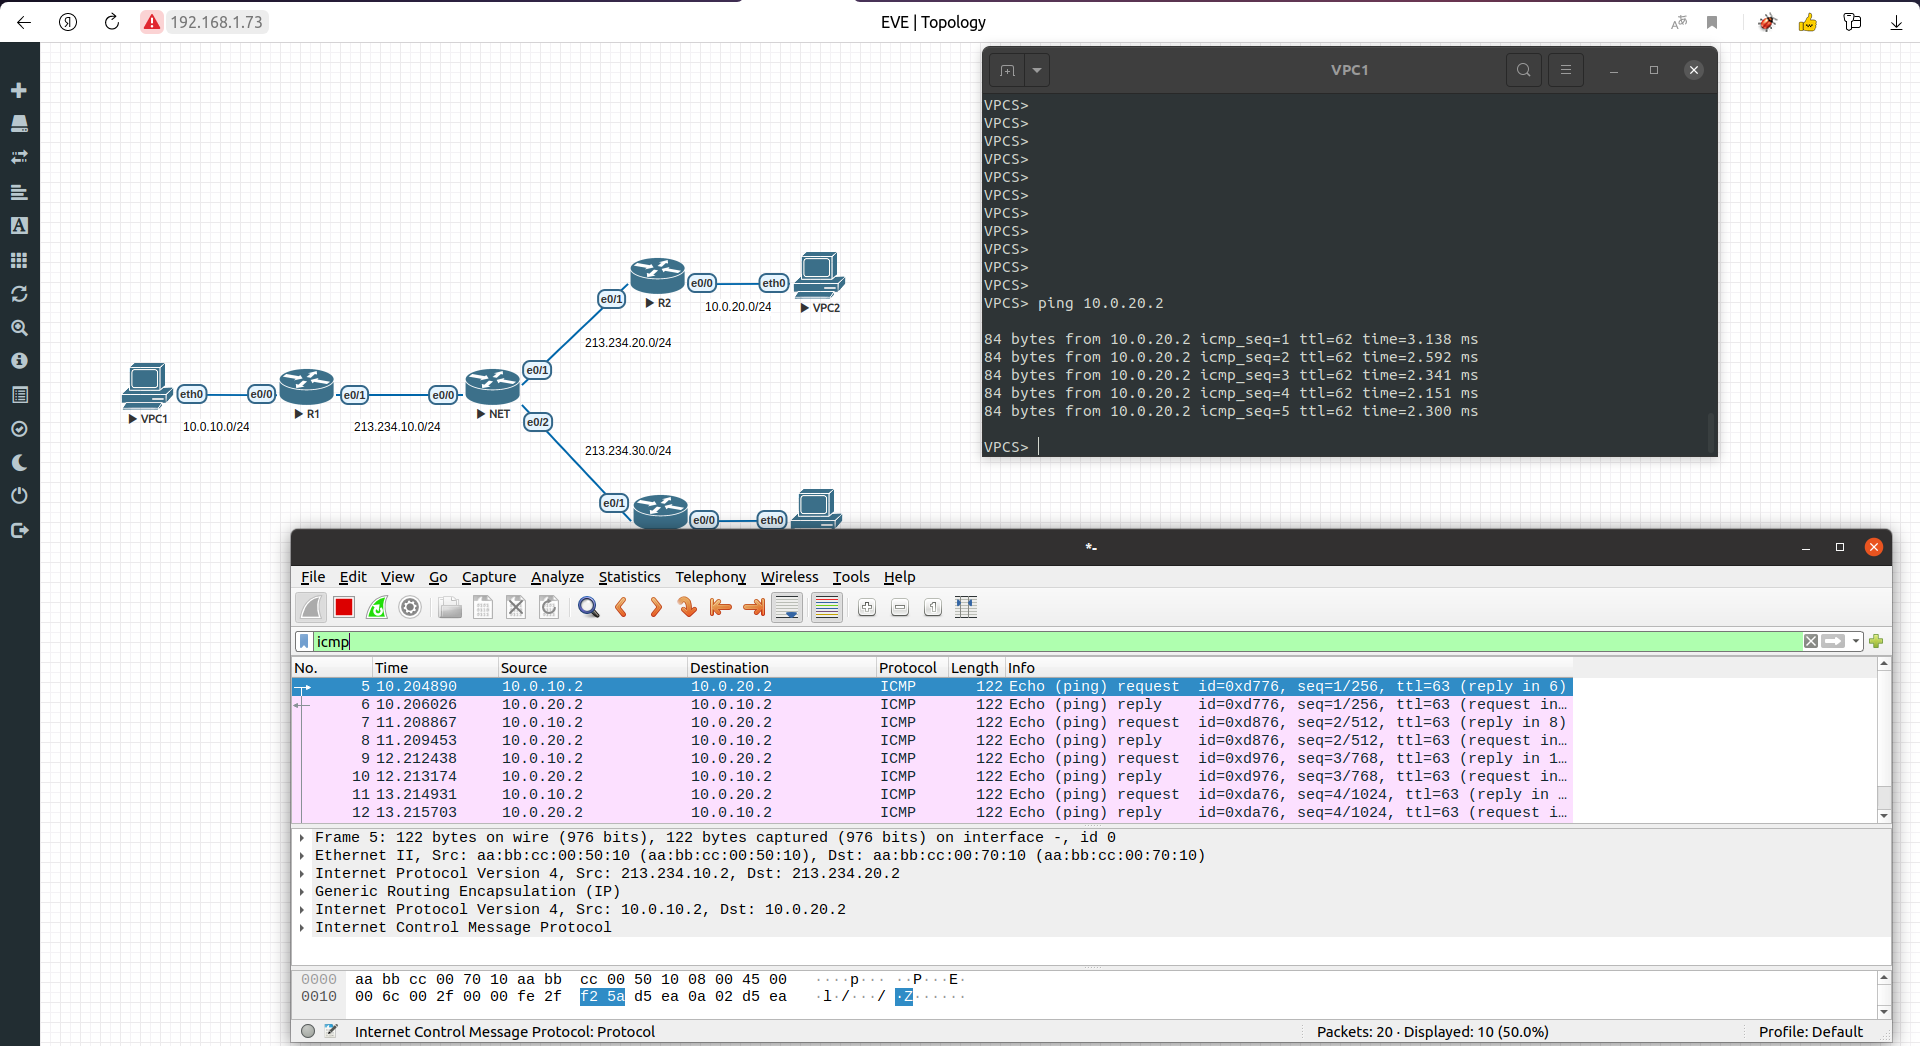 192.168.1.73
EVE | Topology
VPC1
VPCS>
VPCS>
VPCS>
VPCS>
VPCS>
VPCS>
VPCS>
VPCS>
VPCS>
VPCS>
VPCS>
VPCS> ping 10.0.20.2
84 bytes from 10.0.20.2 icmp_seq=1 ttl=62 time=3.138 ms
84 bytes from 10.0.20.2 icmp_seq=2 ttl=62 time=2.592 ms
84 bytes from 10.0.20.2 icmp_seq=3 ttl=62 time=2.341 ms
84 bytes from 10.0.20.2 icmp_seq=4 ttl=62 time=2.151 ms
84 bytes from 10.0.20.2 icmp_seq=5 ttl=62 time=2.300 ms
VPCS>
e0/1
R2
e0/0
eth0
VPC2
10.0.20.0/24
213.234.20.0/24
e0/1
VPC1
eth0
e0/0
R1
e0/1
e0/0
NET
10.0.10.0/24
213.234.10.0/24
e0/2
213.234.30.0/24
e0/1
e0/0
eth0
*-
File Edit View Go Capture Analyze Statistics Telephony Wireless Tools Help
icmp
No. Time Source Destination Protocol Length Info
5 10.204890 10.0.10.2 10.0.20.2 ICMP 122 Echo (ping) request id=0xd776, seq=1/256, ttl=63 (reply in 6)
6 10.206026 10.0.20.2 10.0.10.2 ICMP 122 Echo (ping) reply id=0xd776, seq=1/256, ttl=63 (request in…
7 11.208867 10.0.10.2 10.0.20.2 ICMP 122 Echo (ping) request id=0xd876, seq=2/512, ttl=63 (reply in 8)
8 11.209453 10.0.20.2 10.0.10.2 ICMP 122 Echo (ping) reply id=0xd876, seq=2/512, ttl=63 (request in…
9 12.212438 10.0.10.2 10.0.20.2 ICMP 122 Echo (ping) request id=0xd976, seq=3/768, ttl=63 (reply in 1…
10 12.213174 10.0.20.2 10.0.10.2 ICMP 122 Echo (ping) reply id=0xd976, seq=3/768, ttl=63 (request in…
11 13.214931 10.0.10.2 10.0.20.2 ICMP 122 Echo (ping) request id=0xda76, seq=4/1024, ttl=63 (reply in …
12 13.215703 10.0.20.2 10.0.10.2 ICMP 122 Echo (ping) reply id=0xda76, seq=4/1024, ttl=63 (request i…
Frame 5: 122 bytes on wire (976 bits), 122 bytes captured (976 bits) on interface -, id 0
Ethernet II, Src: aa:bb:cc:00:50:10 (aa:bb:cc:00:50:10), Dst: aa:bb:cc:00:70:10 (aa:bb:cc:00:70:10)
Internet Protocol Version 4, Src: 213.234.10.2, Dst: 213.234.20.2
Generic Routing Encapsulation (IP)
Internet Protocol Version 4, Src: 10.0.10.2, Dst: 10.0.20.2
Internet Control Message Protocol
0000 aa bb cc 00 70 10 aa bb cc 00 50 10 08 00 45 00 ····p··· ··P···E·
0010 00 6c 00 2f 00 00 fe 2f f2 5a d5 ea 0a 02 d5 ea ·l·/···/ ·Z······
Internet Control Message Protocol: Protocol
Packets: 20 · Displayed: 10 (50.0%)
Profile: Default